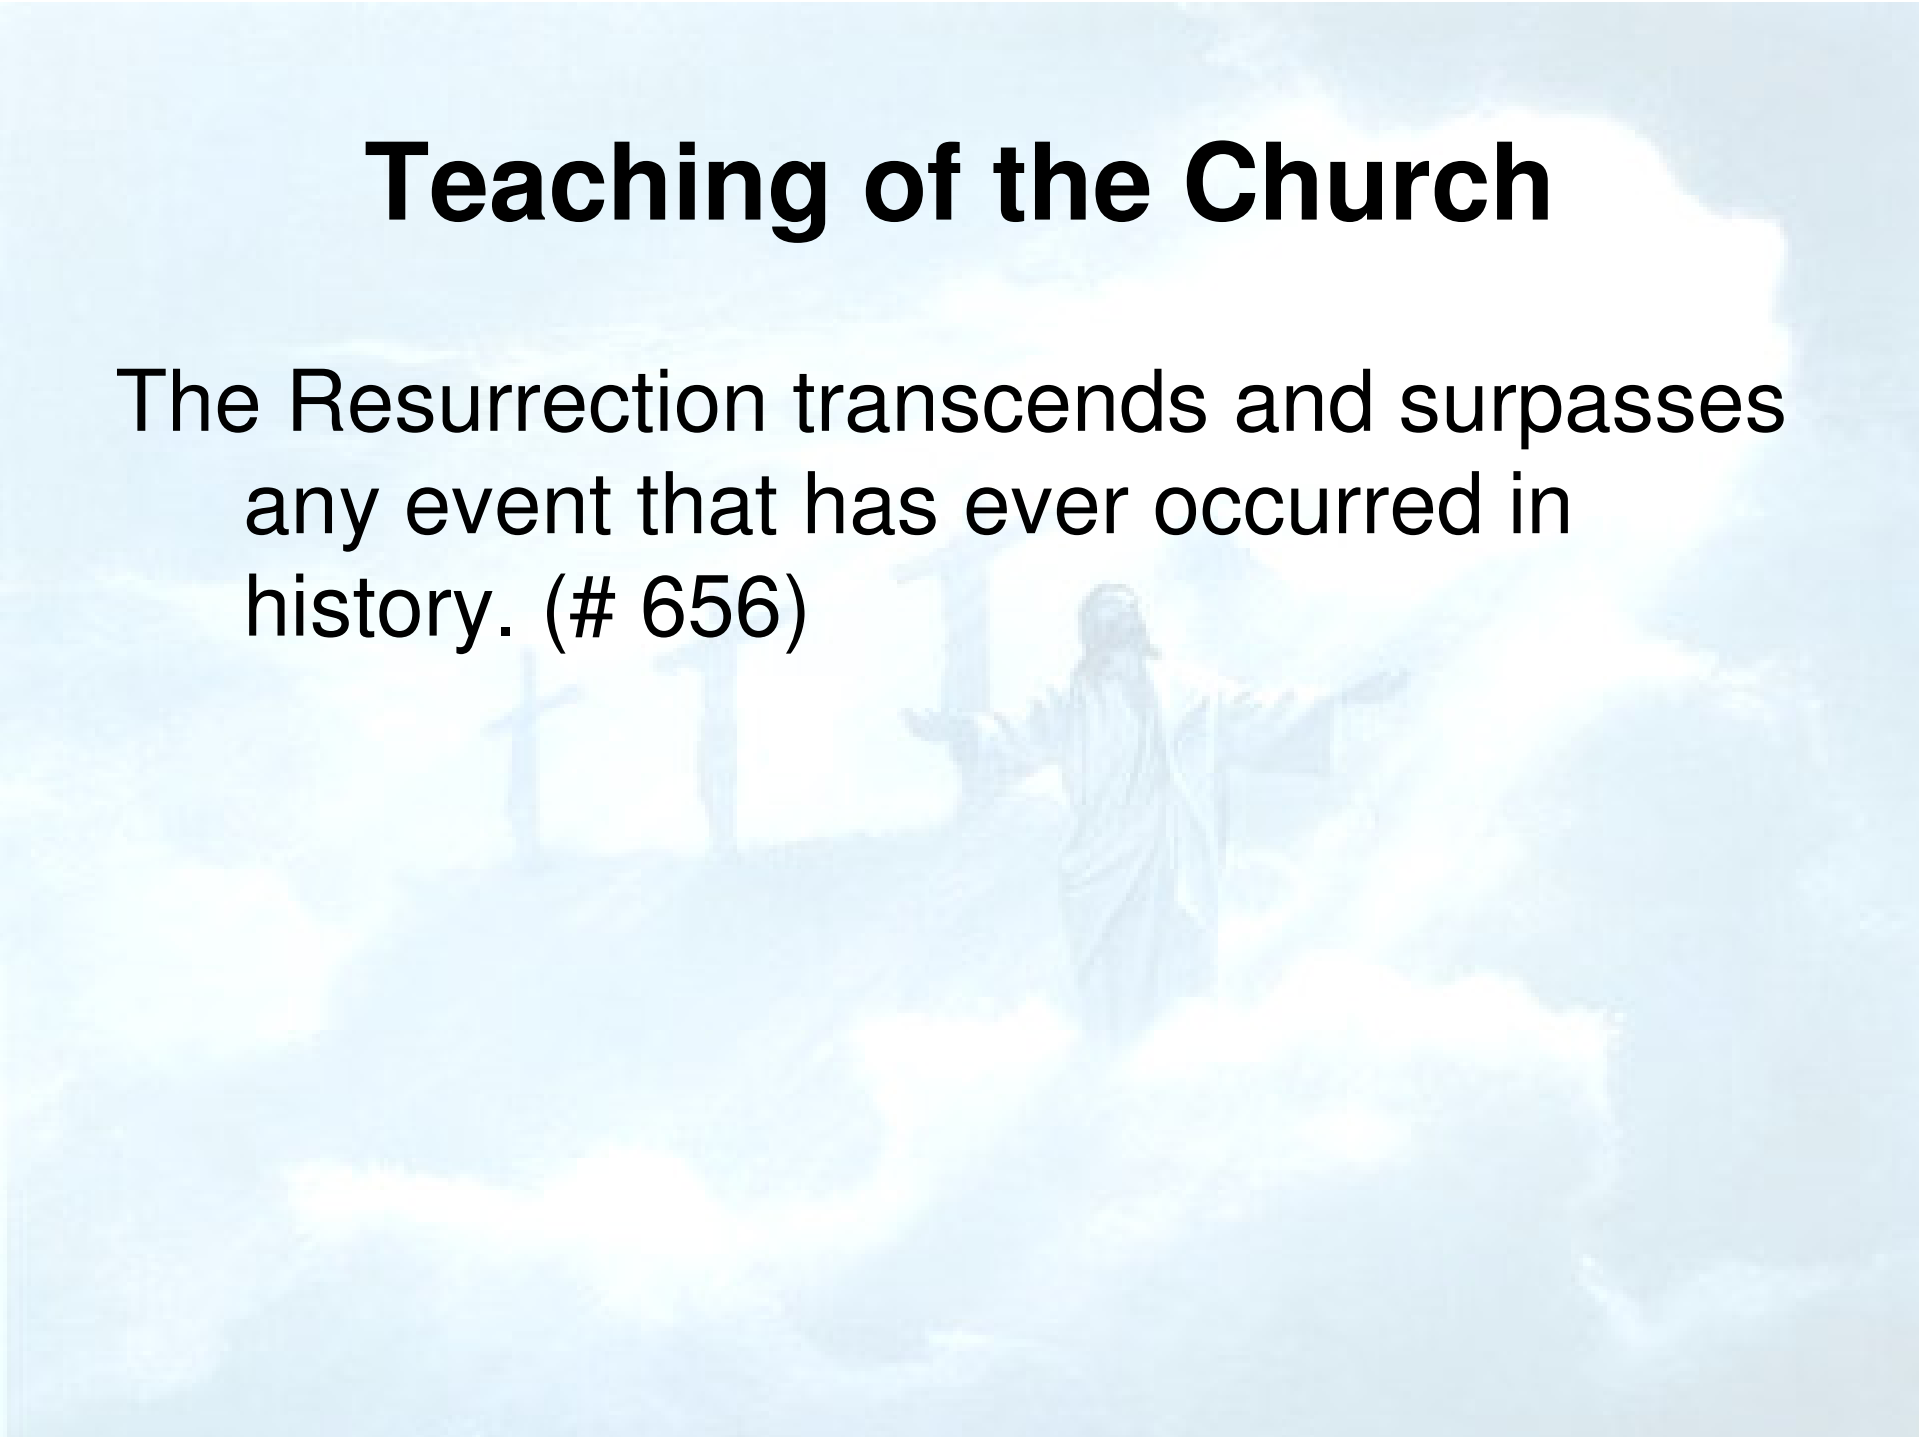 Teaching of the Church
The Resurrection transcends and surpasses
any event that has ever occurred in
history. (# 656)